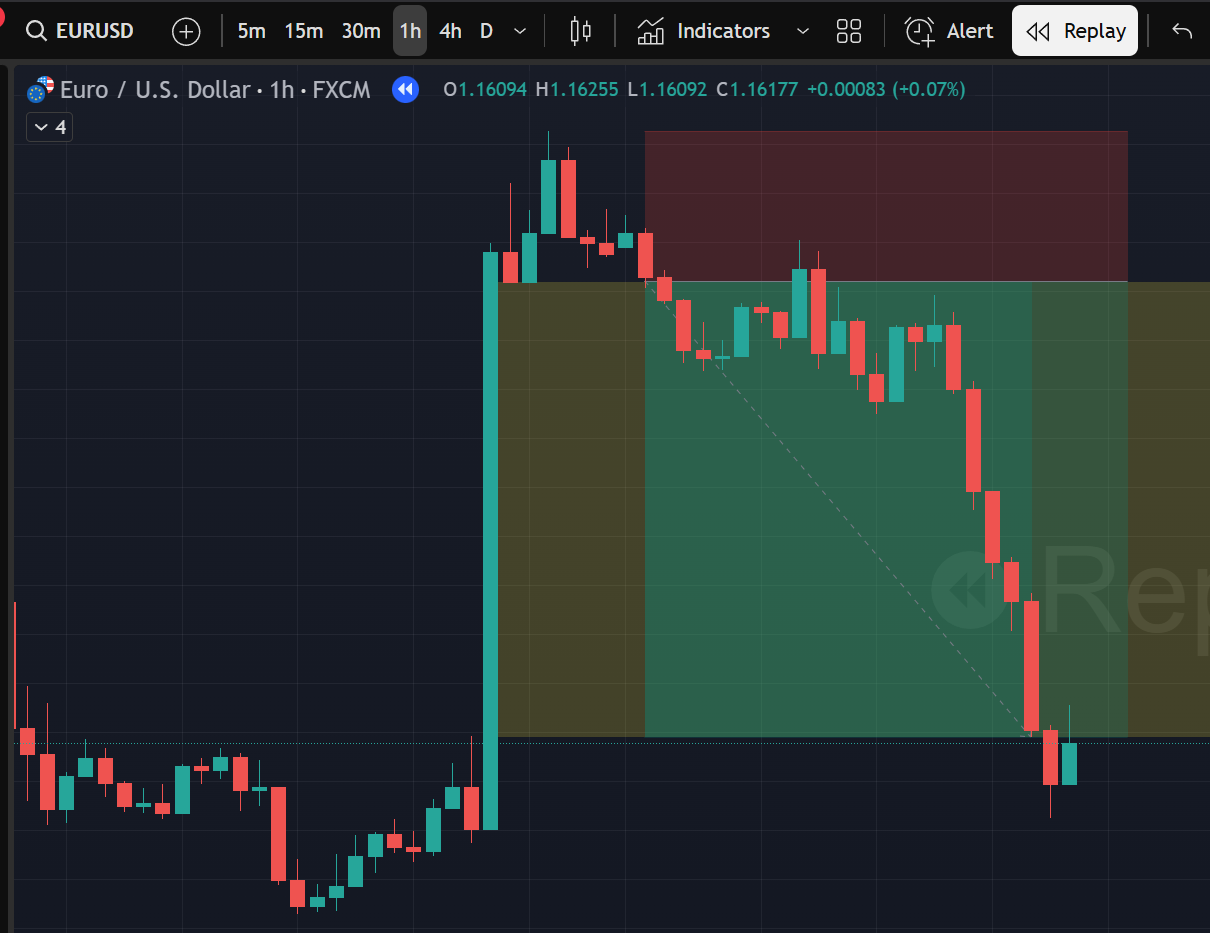 EURUSD 5m 15m 30m 1h 4h D Indicators Alert Replay
Euro / U.S. Dollar · 1h · FXCM O1.16094 H1.16255 L1.16092 C1.16177 +0.00083 (+0.07%)
4
Rep